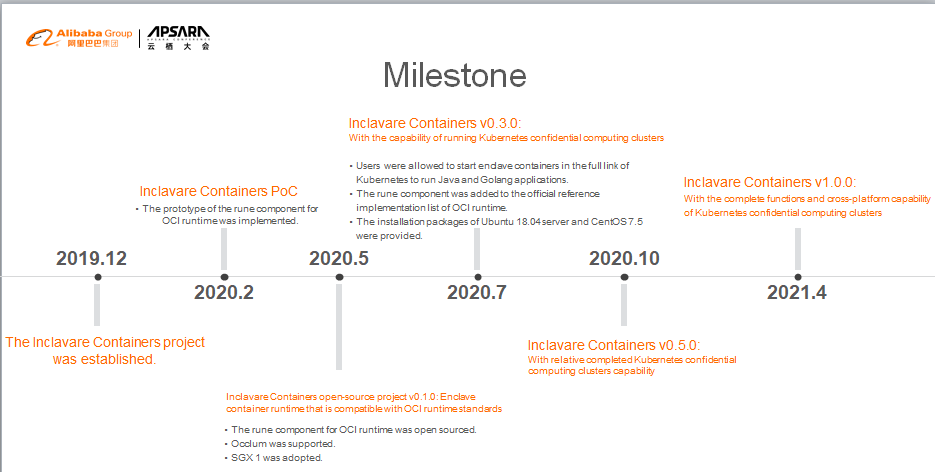 Alibaba Group
阿里巴巴集团
APSARA
APSARA CONFERENCE
云栖大会
Milestone
Inclavare Containers v0.3.0:
With the capability of running Kubernetes confidential computing clusters
• Users were allowed to start enclave containers in the full link of
Kubernetes to run Java and Golang applications.
• The rune component was added to the official reference
implementation list of OCI runtime.
• The installation packages of Ubuntu 18.04 server and CentOS 7.5
were provided.
Inclavare Containers PoC
• The prototype of the rune component for
OCI runtime was implemented.
Inclavare Containers v1.0.0:
With the complete functions and cross-platform capability
of Kubernetes confidential computing clusters
2019.12
2020.5
2020.10
2020.2
2020.7
2021.4
The Inclavare Containers project
was established.
Inclavare Containers v0.5.0:
With relative completed Kubernetes confidential
computing clusters capability
Inclavare Containers open-source project v0.1.0: Enclave
container runtime that is compatible with OCI runtime standards
• The rune component for OCI runtime was open sourced.
• Occlum was supported.
• SGX 1 was adopted.